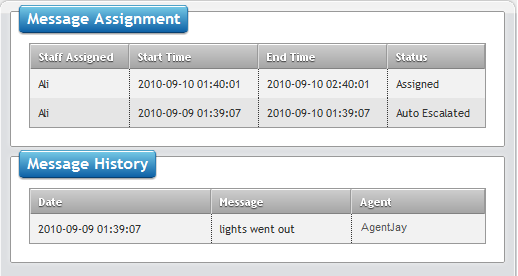 Message Assignment
Staff Assigned Start Time End Time Status
Ali 2010-09-10 01:40:01 2010-09-10 02:40:01 Assigned
Ali 2010-09-09 01:39:07 2010-09-10 01:39:07 Auto Escalated
Message History
Date Message Agent
2010-09-09 01:39:07 lights went out AgentJay